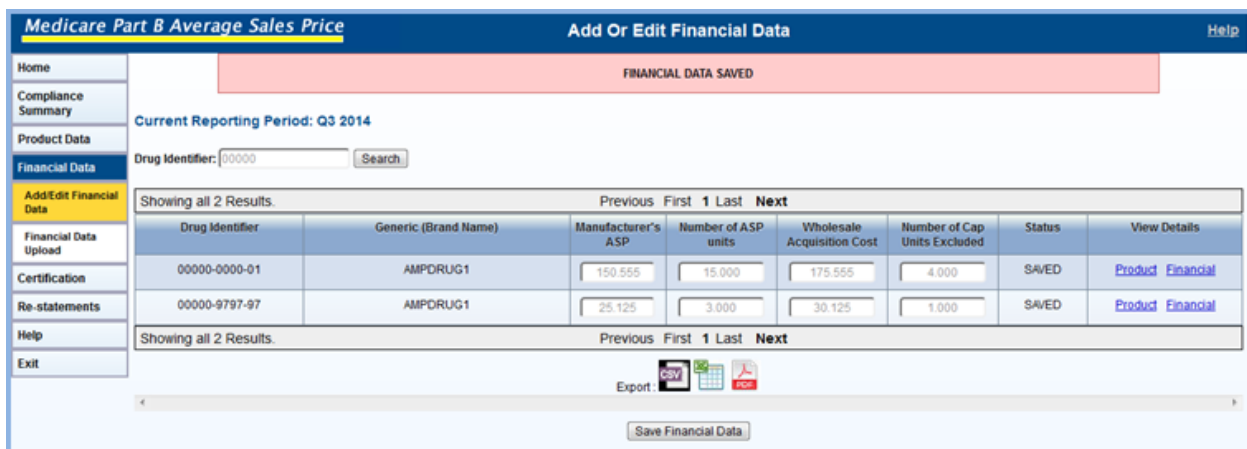 Medicare Part B Average Sales Price
Add Or Edit Financial Data
Help
Home
Compliance Summary
Product Data
Financial Data
Add/Edit Financial Data
Financial Data Upload
Certification
Re-statements
Help
Exit
FINANCIAL DATA SAVED
Current Reporting Period: Q3 2014
Drug Identifier: 00000 Search
Showing all 2 Results. Previous First 1 Last Next
Drug Identifier Generic (Brand Name) Manufacturer's ASP Number of ASP units Wholesale Acquisition Cost Number of Cap Units Excluded Status View Details
00000-0000-01 AMPDRUG1 150.555 15.000 175.555 4.000 SAVED Product Financial
00000-9797-97 AMPDRUG1 25.125 3.000 30.125 1.000 SAVED Product Financial
Showing all 2 Results. Previous First 1 Last Next
Export: CSV PDF
Save Financial Data